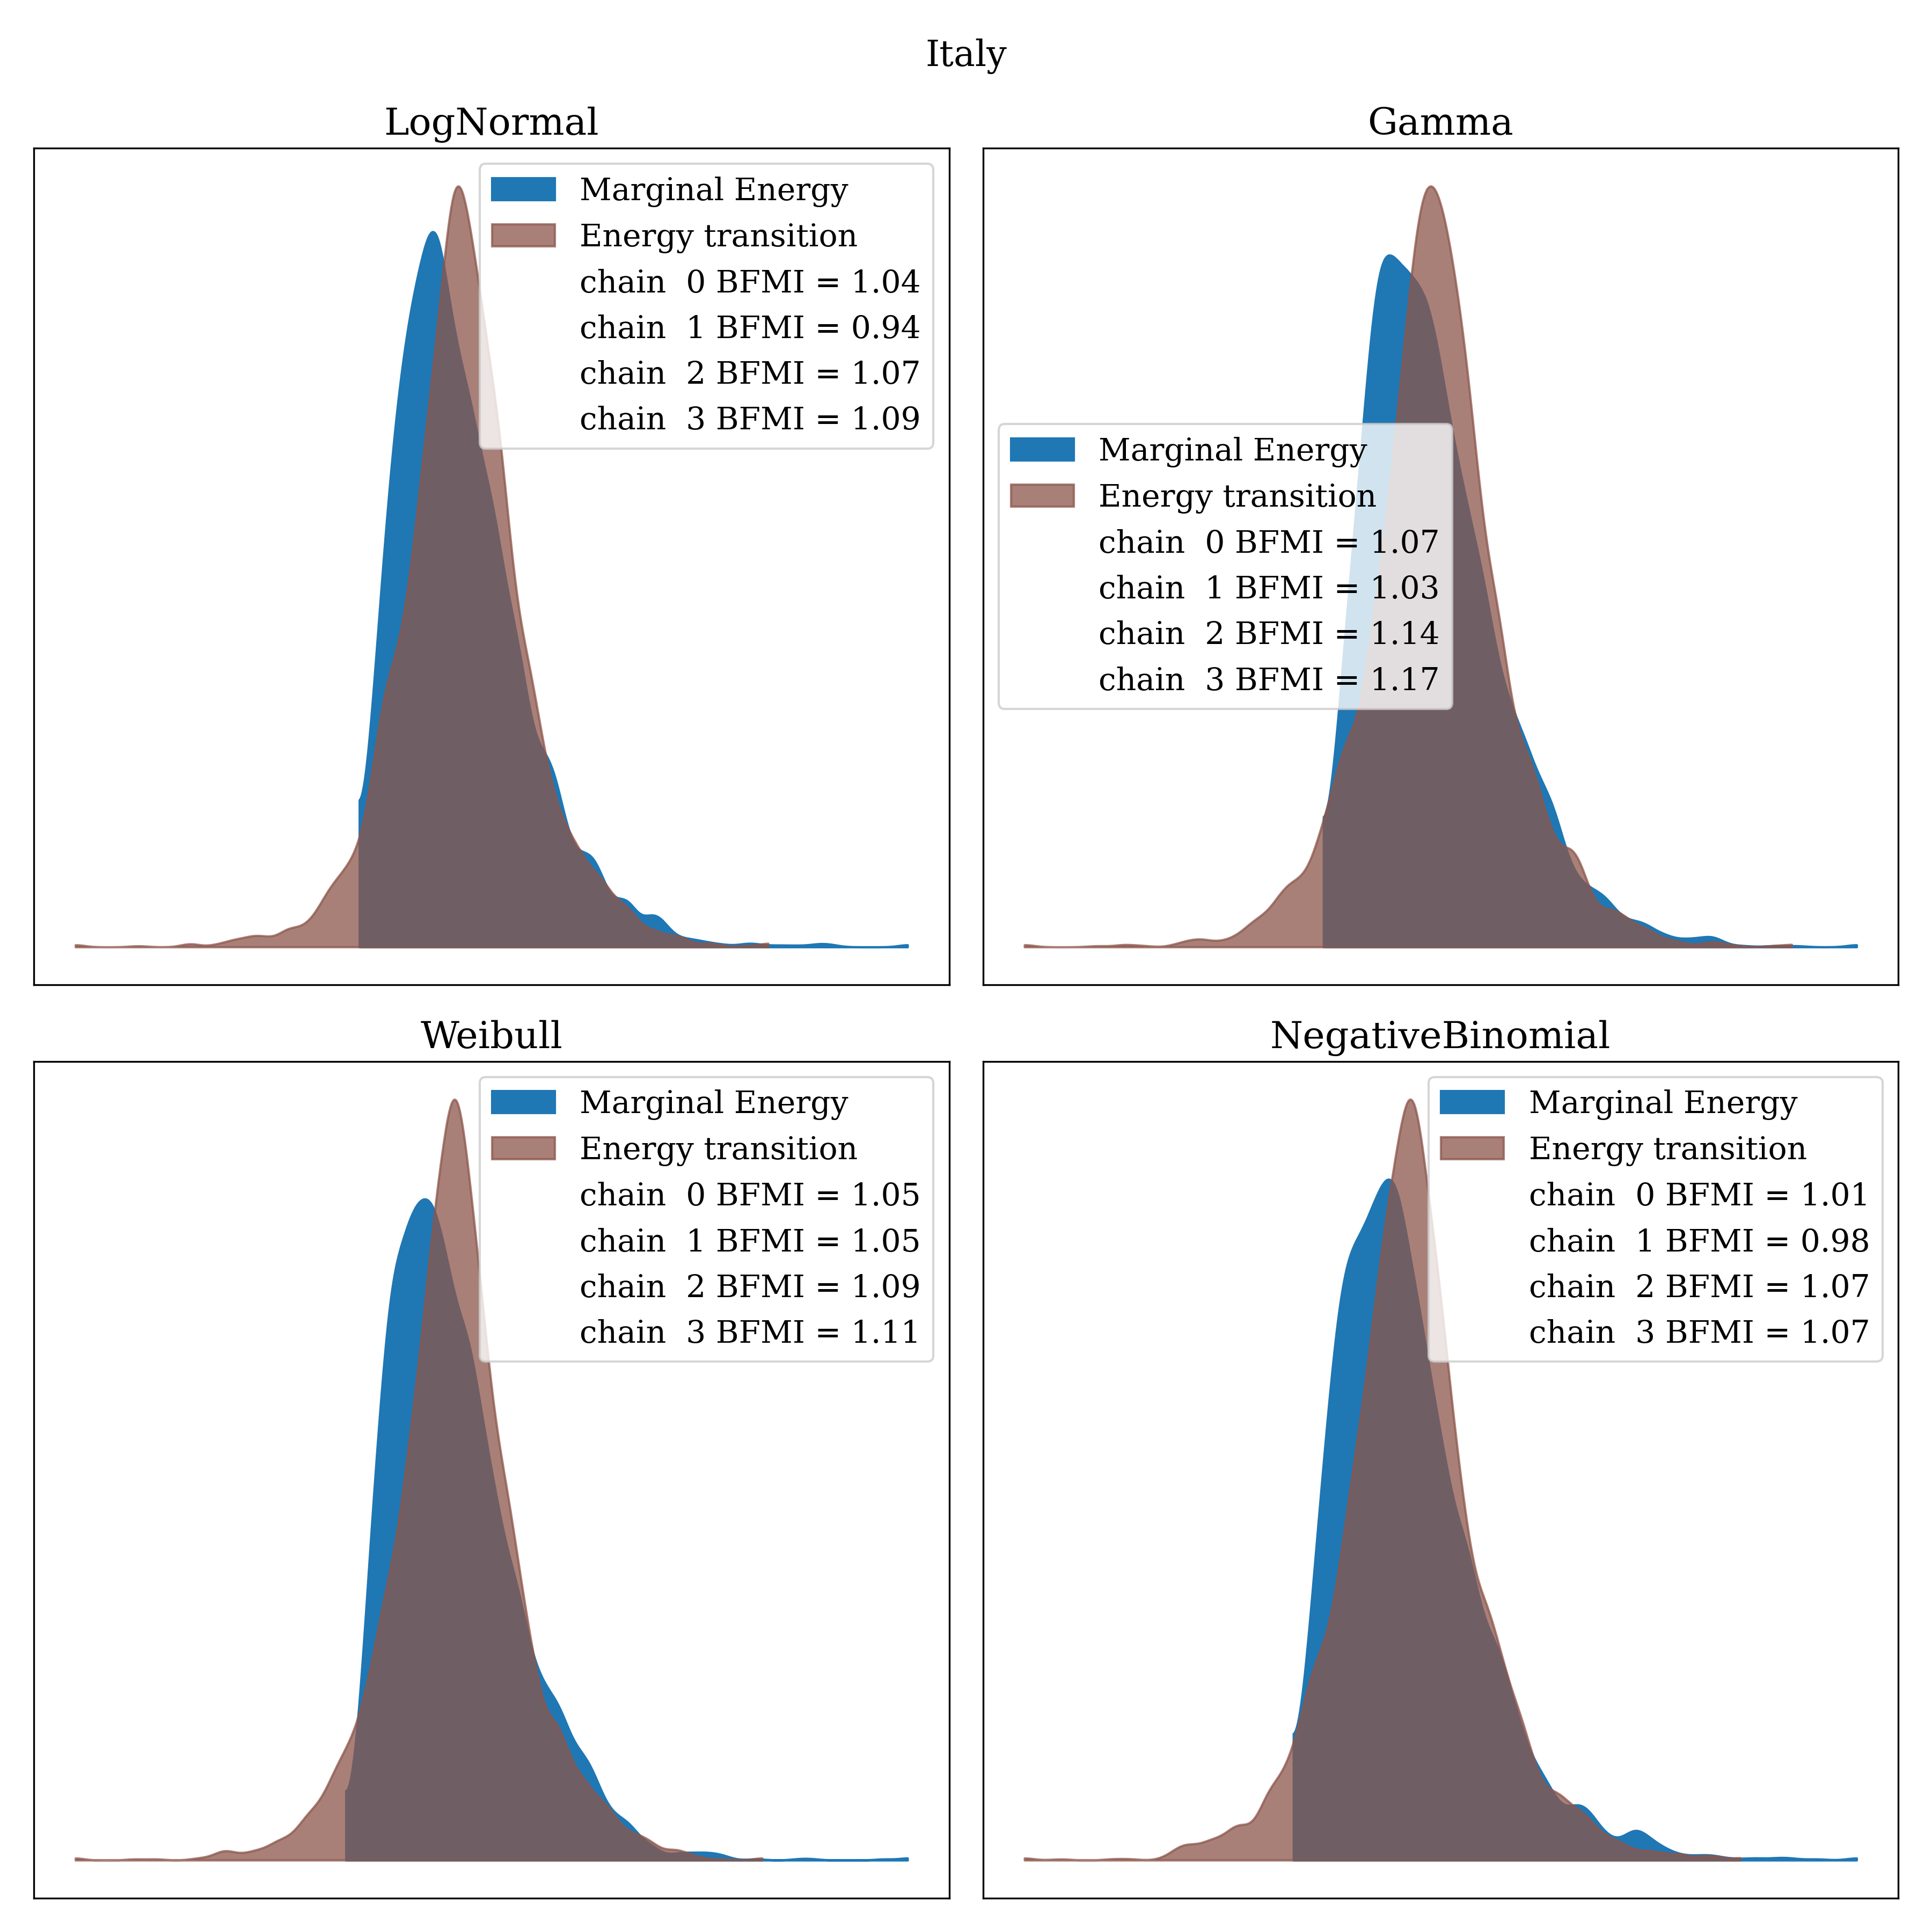 Italy
LogNormal
Marginal Energy
Energy transition
chain  0 BFMI = 1.04
chain  1 BFMI = 0.94
chain  2 BFMI = 1.07
chain  3 BFMI = 1.09
Gamma
Marginal Energy
Energy transition
chain  0 BFMI = 1.07
chain  1 BFMI = 1.03
chain  2 BFMI = 1.14
chain  3 BFMI = 1.17
Weibull
Marginal Energy
Energy transition
chain  0 BFMI = 1.05
chain  1 BFMI = 1.05
chain  2 BFMI = 1.09
chain  3 BFMI = 1.11
NegativeBinomial
Marginal Energy
Energy transition
chain  0 BFMI = 1.01
chain  1 BFMI = 0.98
chain  2 BFMI = 1.07
chain  3 BFMI = 1.07